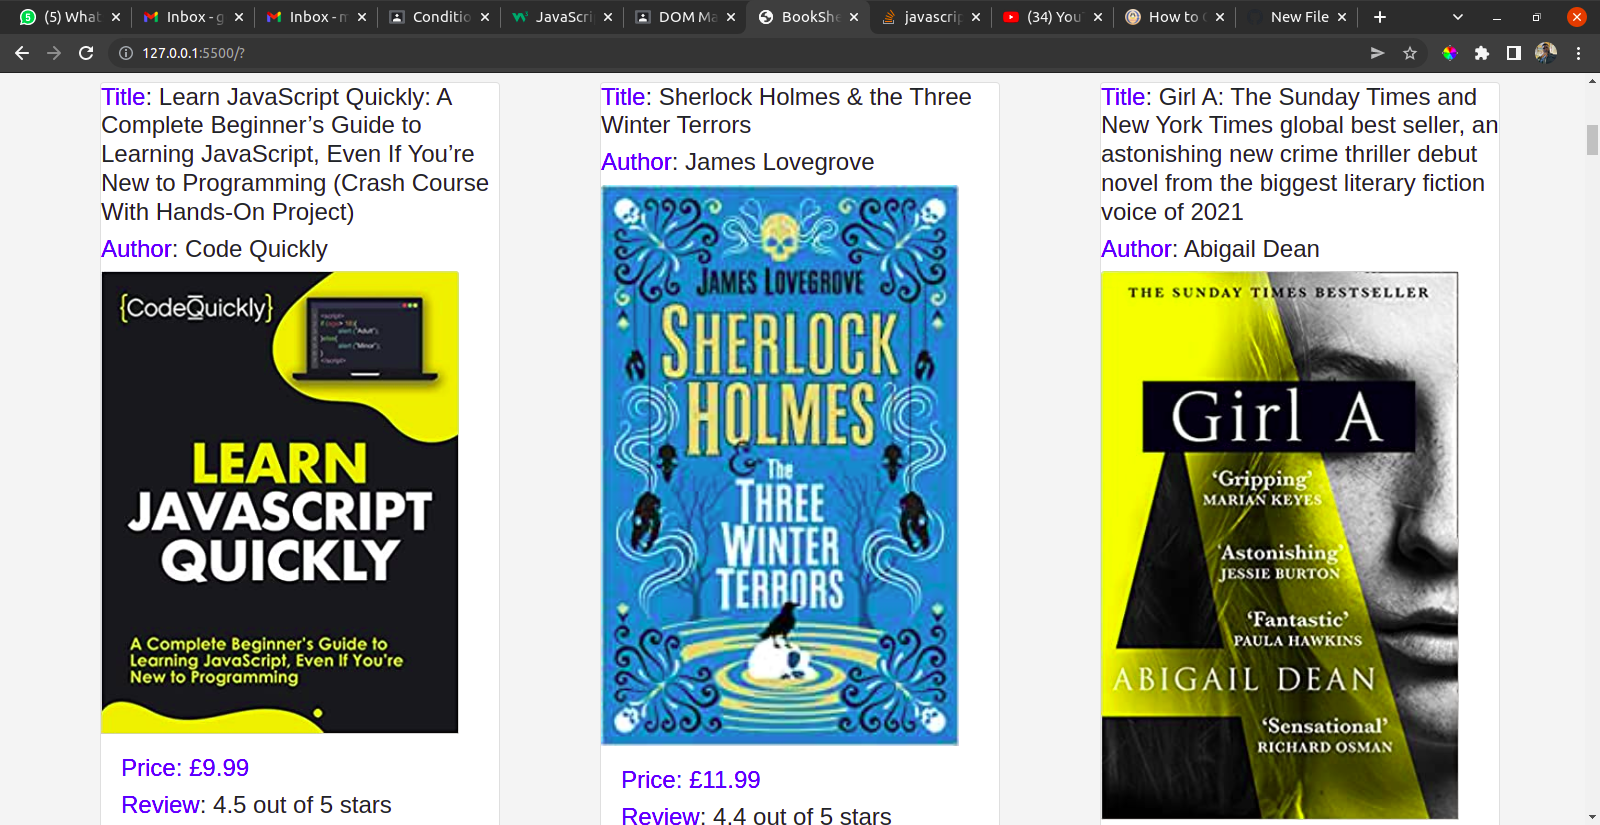 (5) What
Inbox - g
Inbox - m
Conditio
JavaScri
DOM Ma
BookShe
javascrip
(34) You
How to
New File
127.0.0.1:5500/?
Title: Learn JavaScript Quickly: A
Complete Beginner’s Guide to
Learning JavaScript, Even If You’re
New to Programming (Crash Course
With Hands-On Project)
Author: Code Quickly
{CodeQuickly}
<script>
alert ("Adult");
}else{
alert ("Minor");
}
</script>
LEARN
JAVASCRIPT
QUICKLY
A Complete Beginner's Guide to
Learning JavaScript, Even If You're
New to Programming
Price: £9.99
Review: 4.5 out of 5 stars
Title: Sherlock Holmes & the Three
Winter Terrors
Author: James Lovegrove
JAMES LOVEGROVE
SHERLOCK
HOLMES
& The
THREE
WINTER
TERRORS
Price: £11.99
Review: 4.4 out of 5 stars
Title: Girl A: The Sunday Times and
New York Times global best seller, an
astonishing new crime thriller debut
novel from the biggest literary fiction
voice of 2021
Author: Abigail Dean
THE SUNDAY TIMES BESTSELLER
Girl A
‘Gripping’
MARIAN KEYES
‘Astonishing’
JESSIE BURTON
‘Fantastic’
PAULA HAWKINS
ABIGAIL DEAN
‘Sensational’
RICHARD OSMAN